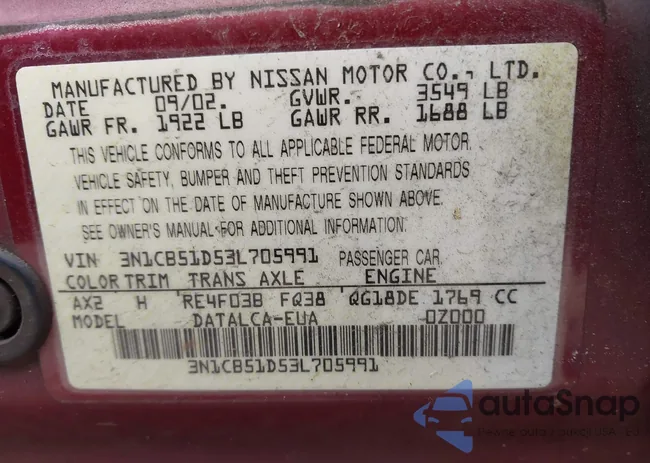 MANUFACTURED BY NISSAN MOTOR CO., LTD.
DATE 09/02. GVWR. 3549 LB
GAWR FR. 1922 LB GAWR RR. 1688 LB
THIS VEHICLE CONFORMS TO ALL APPLICABLE FEDERAL MOTOR
VEHICLE SAFETY, BUMPER AND THEFT PREVENTION STANDARDS
IN EFFECT ON THE DATE OF MANUFACTURE SHOWN ABOVE.
SEE OWNER'S MANUAL FOR ADDITIONAL INFORMATION.
VIN 3N1CB51D53L705991 PASSENGER CAR
COLOR TRIM TRANS AXLE ENGINE
AX2 H RE4F03B FQ38 QG18DE 1769 CC
MODEL DATALCA-EUA 0Z000
3N1CB51D53L705991
autoSnap